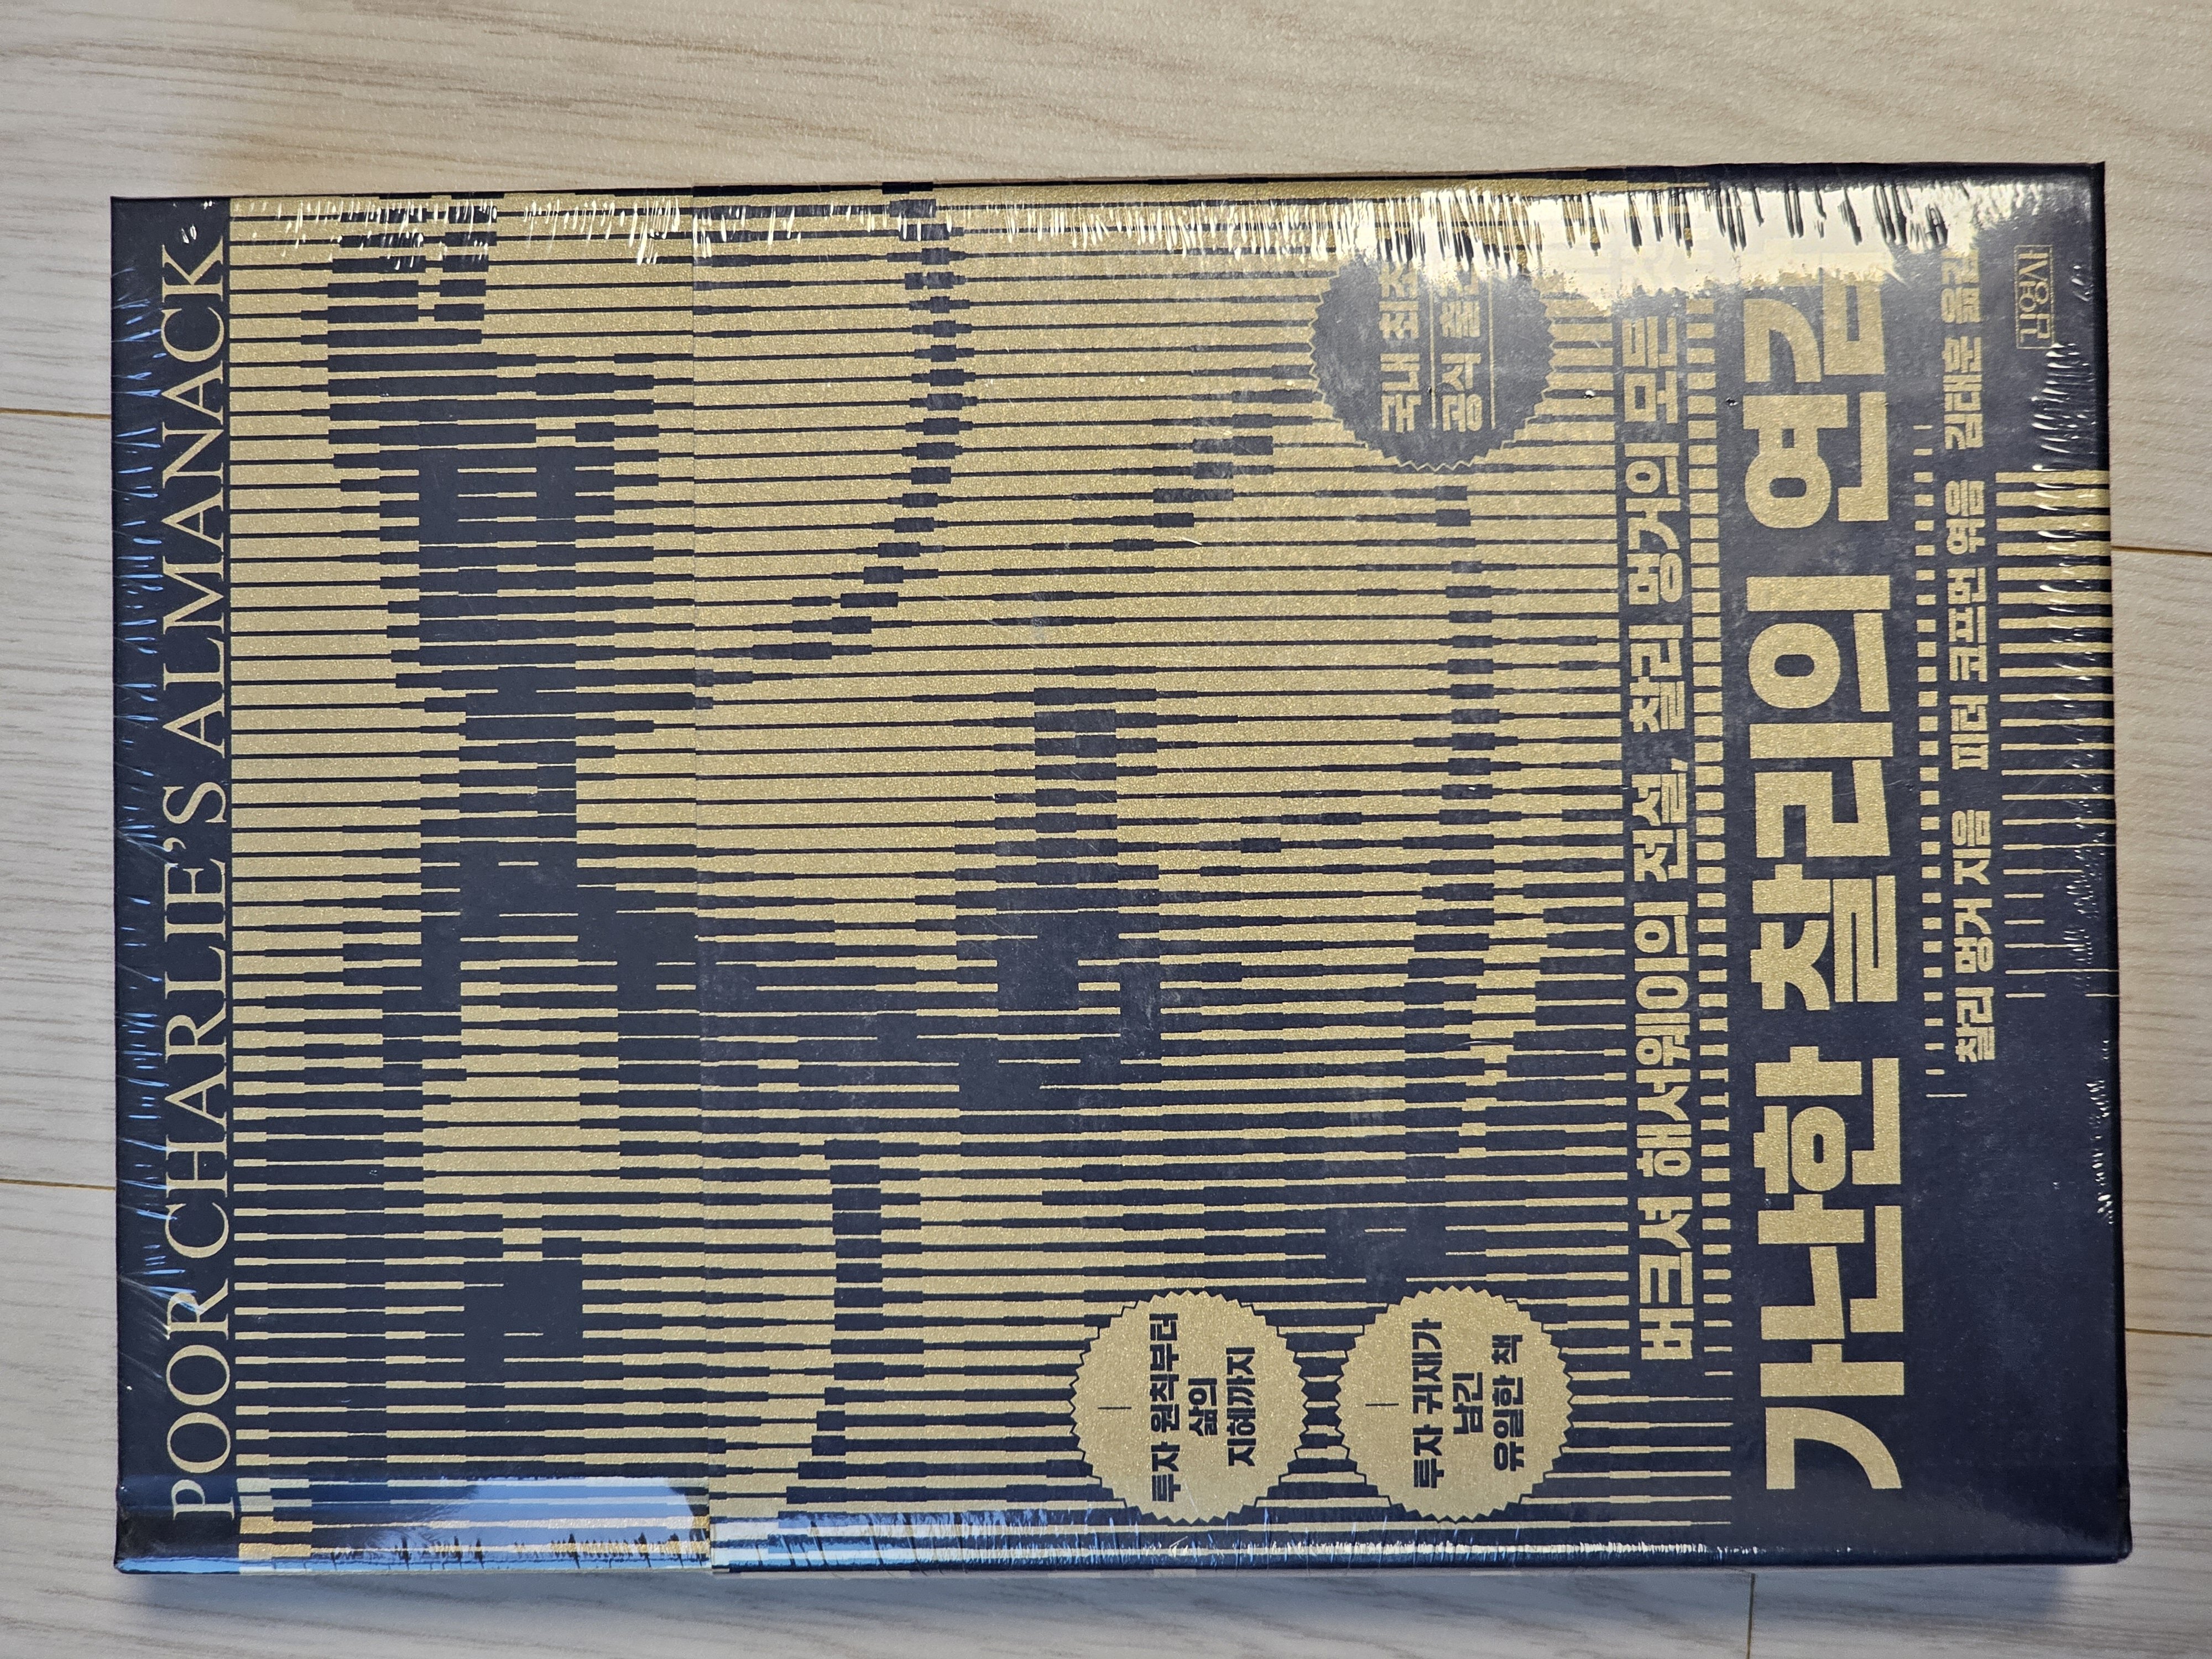 POOR CHARLIE'S ALMANACK
국내 최초
공식 출간
투자 원칙부터
삶의
지혜까지
투자 귀재가
남긴
유일한 책
버크셔 해서웨이의 전설, 찰리 멍거의 모든
가난한 찰리의 연감
찰리 멍거 지음 피터 코프먼 엮음 김태훈 옮김
김영사